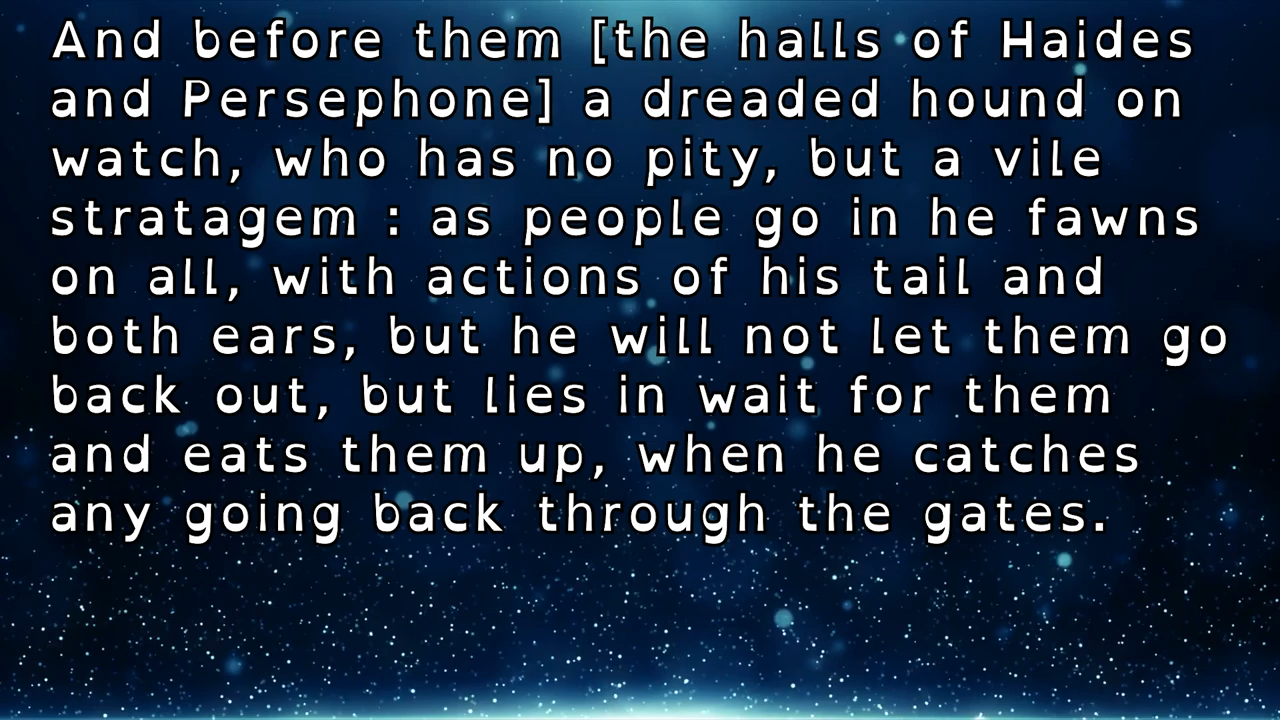 And before them [the halls of Haides
and Persephone] a dreaded hound on
watch, who has no pity, but a vile
stratagem : as people go in he fawns
on all, with actions of his tail and
both ears, but he will not let them go
back out, but lies in wait for them
and eats them up, when he catches
any going back through the gates.